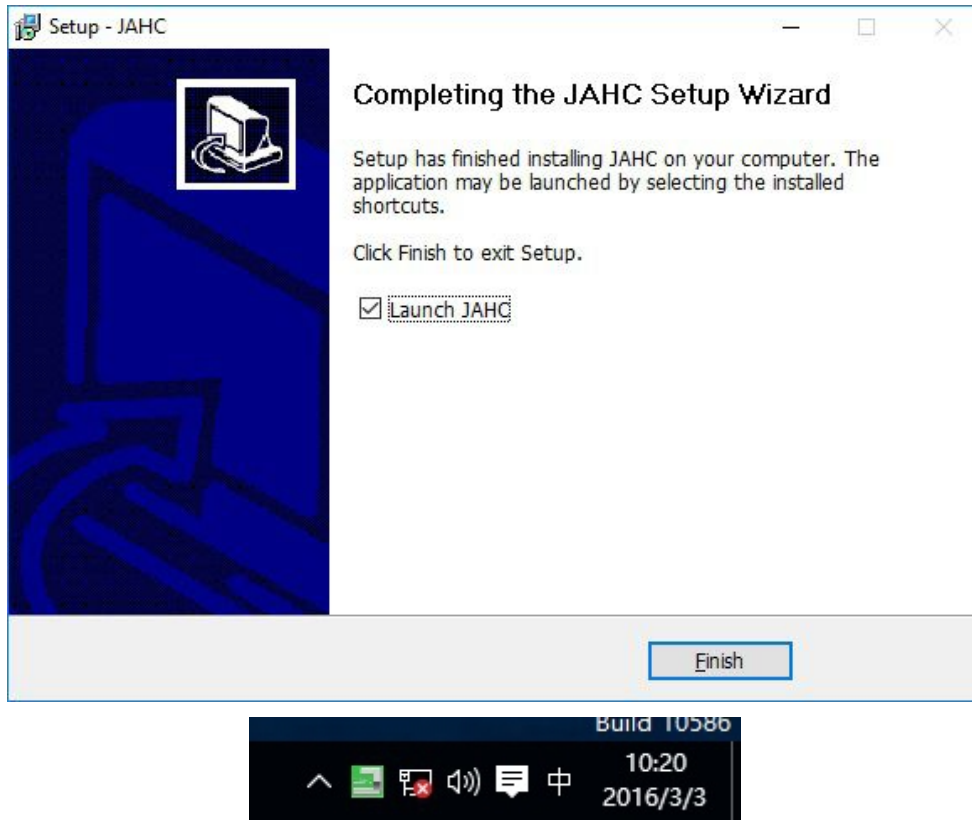 Setup - JAHC
Completing the JAHC Setup Wizard
Setup has finished installing JAHC on your computer. The
application may be launched by selecting the installed
shortcuts.
Click Finish to exit Setup.
Launch JAHC
Finish
Build 10586
中
10:20
2016/3/3